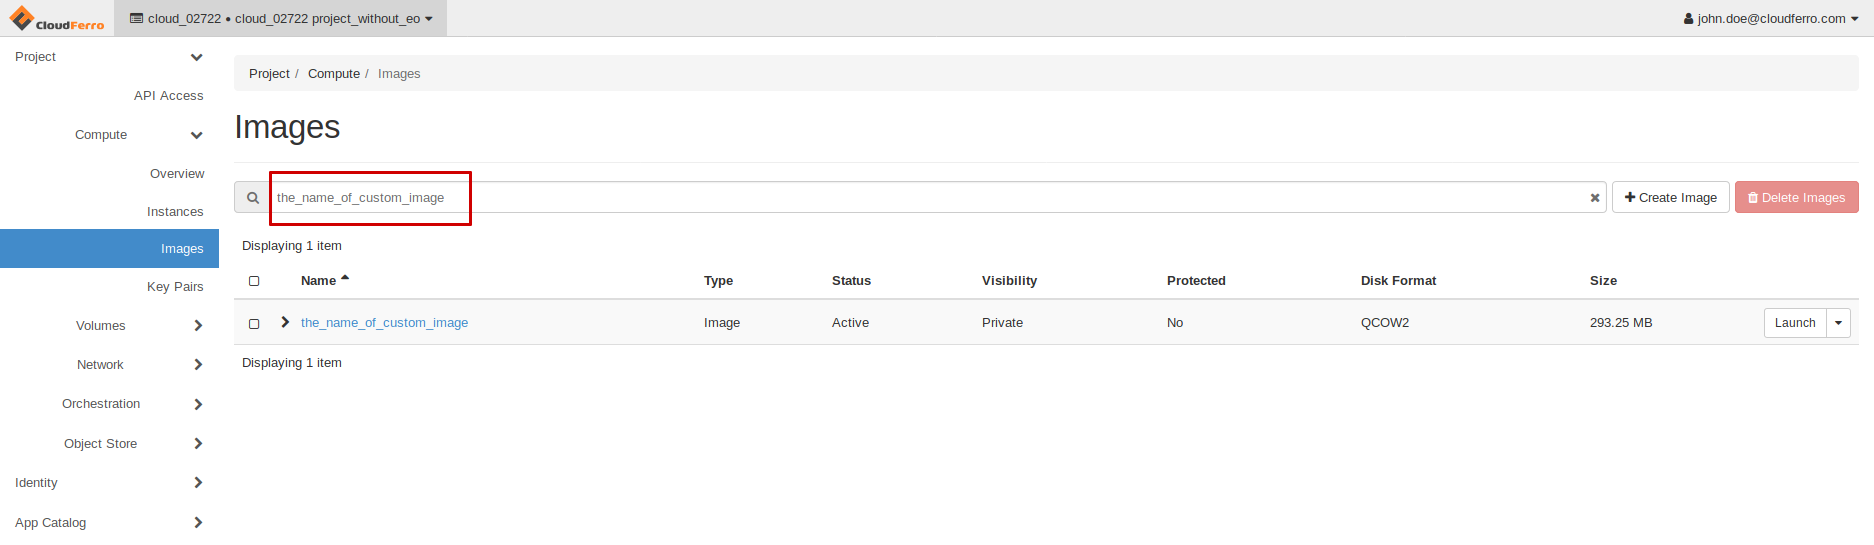 CloudFerro cloud_02722 • cloud_02722 project_without_eo john.doe@cloudferro.com
Project
API Access
Compute
Overview
Instances
Images
Key Pairs
Volumes
Network
Orchestration
Object Store
Identity
App Catalog
Project / Compute / Images
Images
the_name_of_custom_image Create Image Delete Images
Displaying 1 item
Name Type Status Visibility Protected Disk Format Size
the_name_of_custom_image Image Active Private No QCOW2 293.25 MB Launch
Displaying 1 item